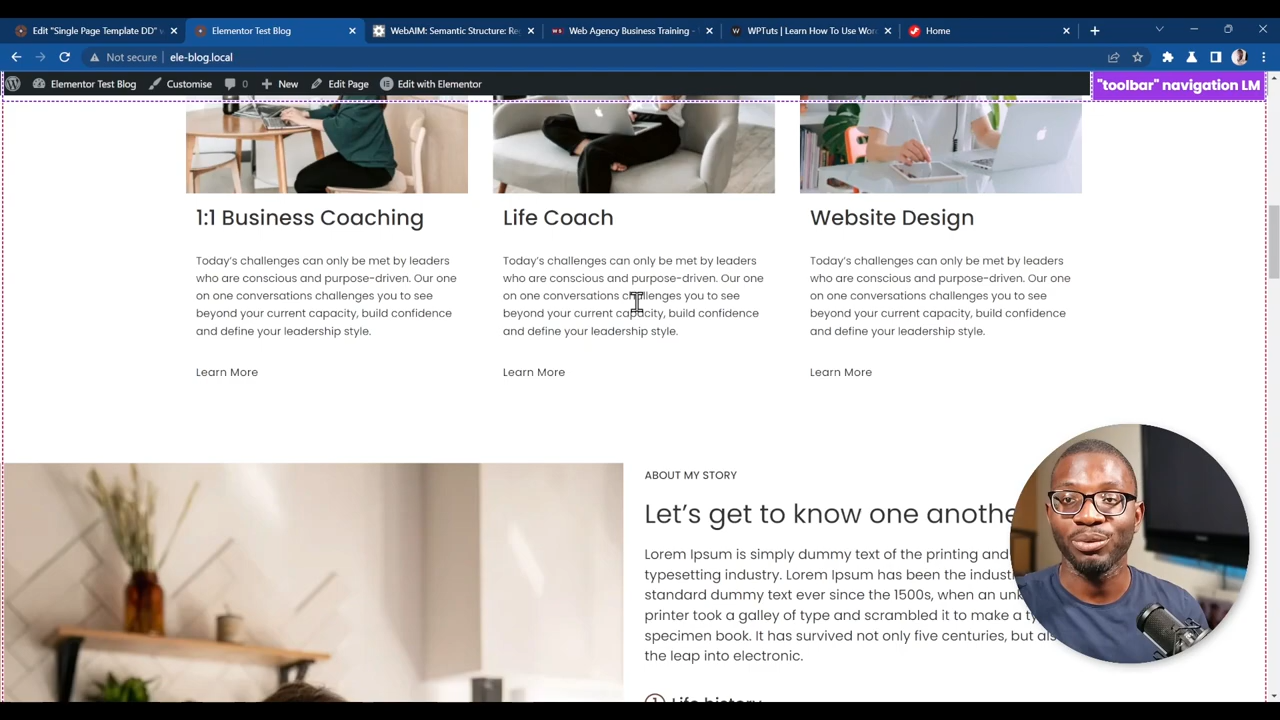 Edit "Single Page Template DD"
Elementor Test Blog
WebAIM: Semantic Structure: Re
Web Agency Business Training -
WPTuts | Learn How To Use Wor
Home
Not secure
ele-blog.local
Elementor Test Blog
Customise
0
New
Edit Page
Edit with Elementor
"toolbar" navigation LM
1:1 Business Coaching
Today's challenges can only be met by leaders
who are conscious and purpose-driven. Our one
on one conversations challenges you to see
beyond your current capacity, build confidence
and define your leadership style.
Learn More
Life Coach
Today's challenges can only be met by leaders
who are conscious and purpose-driven. Our one
on one conversations challenges you to see
beyond your current capacity, build confidence
and define your leadership style.
Learn More
Website Design
Today's challenges can only be met by leaders
who are conscious and purpose-driven. Our one
on one conversations challenges you to see
beyond your current capacity, build confidence
and define your leadership style.
Learn More
ABOUT MY STORY
Let's get to know one anothe
Lorem Ipsum is simply dummy text of the printing and
typesetting industry. Lorem Ipsum has been the indust
standard dummy text ever since the 1500s, when an un
printer took a galley of type and scrambled it to make a ty
specimen book. It has survived not only five centuries, but als
the leap into electronic.
1 Life history